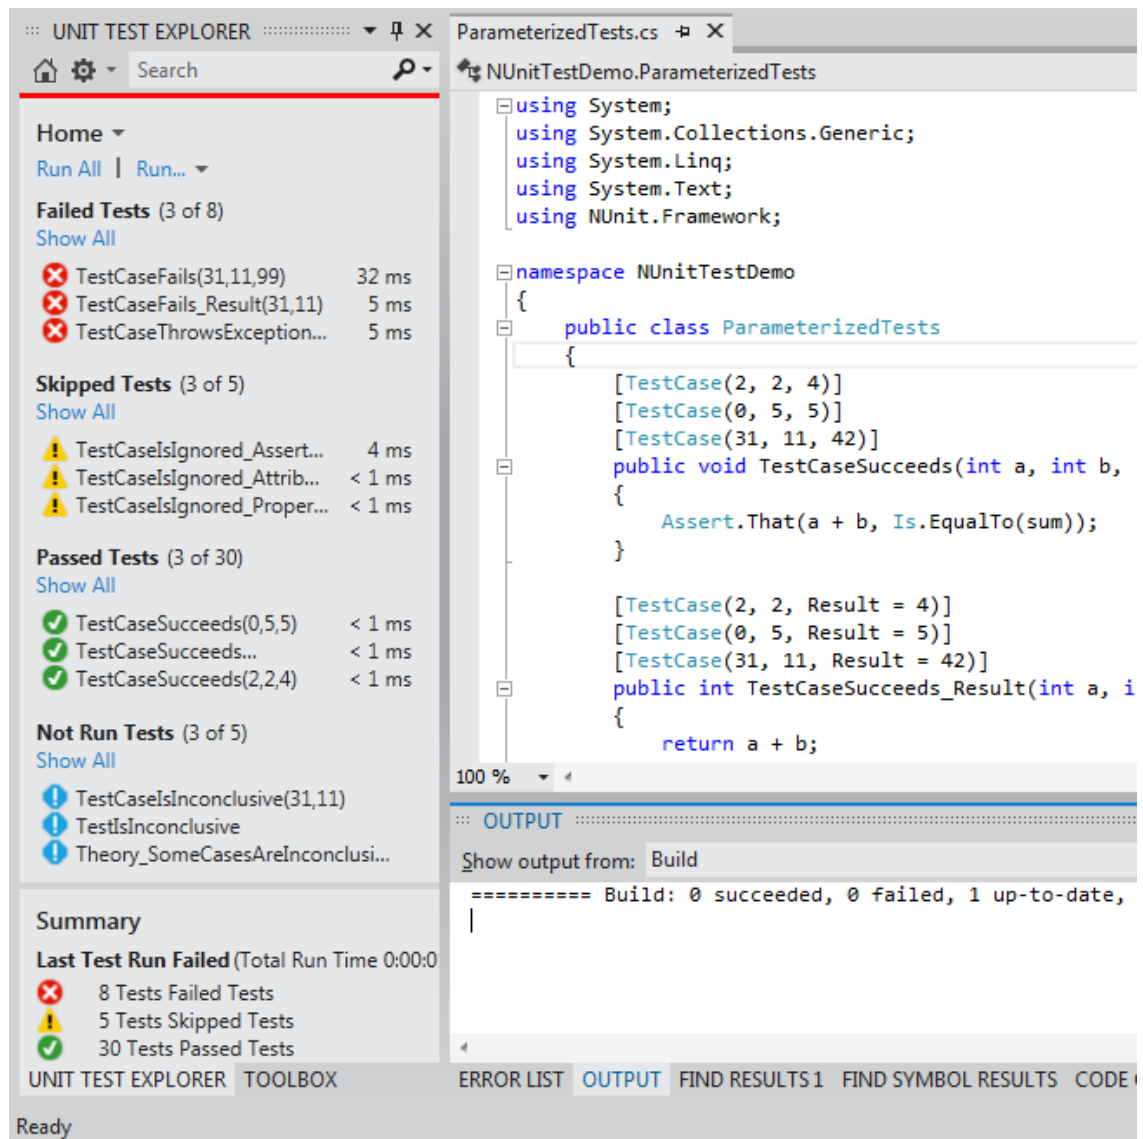 UNIT TEST EXPLORER
Search
Home
Run All | Run...
Failed Tests (3 of 8)
Show All
TestCaseFails(31,11,99) 32 ms
TestCaseFails_Result(31,11) 5 ms
TestCaseThrowsException... 5 ms
Skipped Tests (3 of 5)
Show All
TestCaseIsIgnored_Assert... 4 ms
TestCaseIsIgnored_Attrib... < 1 ms
TestCaseIsIgnored_Proper... < 1 ms
Passed Tests (3 of 30)
Show All
TestCaseSucceeds(0,5,5) < 1 ms
TestCaseSucceeds... < 1 ms
TestCaseSucceeds(2,2,4) < 1 ms
Not Run Tests (3 of 5)
Show All
TestCaseIsInconclusive(31,11)
TestIsInconclusive
Theory_SomeCasesAreInconclusi...
Summary
Last Test Run Failed (Total Run Time 0:00:0
8 Tests Failed Tests
5 Tests Skipped Tests
30 Tests Passed Tests
UNIT TEST EXPLORER TOOLBOX
ParameterizedTests.cs
NUnitTestDemo.ParameterizedTests
using System;
using System.Collections.Generic;
using System.Linq;
using System.Text;
using NUnit.Framework;
namespace NUnitTestDemo
{
public class ParameterizedTests
{
[TestCase(2, 2, 4)]
[TestCase(0, 5, 5)]
[TestCase(31, 11, 42)]
public void TestCaseSucceeds(int a, int b,
{
Assert.That(a + b, Is.EqualTo(sum));
}
[TestCase(2, 2, Result = 4)]
[TestCase(0, 5, Result = 5)]
[TestCase(31, 11, Result = 42)]
public int TestCaseSucceeds_Result(int a, i
{
return a + b;
100 %
OUTPUT
Show output from: Build
========== Build: 0 succeeded, 0 failed, 1 up-to-date,
ERROR LIST OUTPUT FIND RESULTS 1 FIND SYMBOL RESULTS CODE
Ready